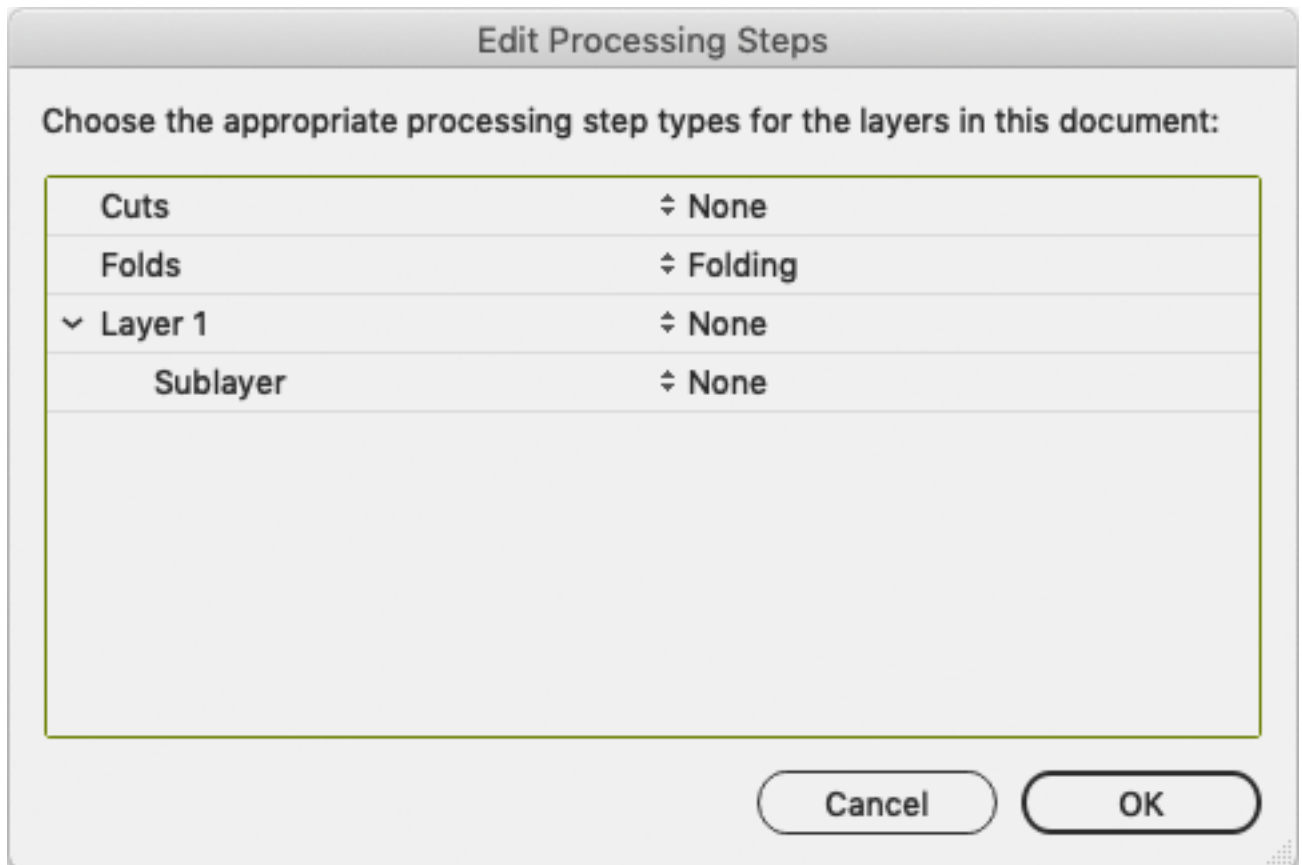 Edit Processing Steps
Choose the appropriate processing step types for the layers in this document:
Cuts None
Folds Folding
Layer 1 None
Sublayer None
Cancel OK